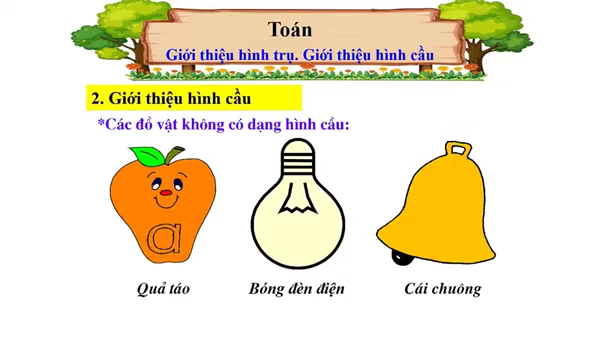 Toán
Giới thiệu hình trụ. Giới thiệu hình cầu
2. Giới thiệu hình cầu
*Các đồ vật không có dạng hình cầu:
a
Quả táo
Bóng đèn điện
Cái chuông